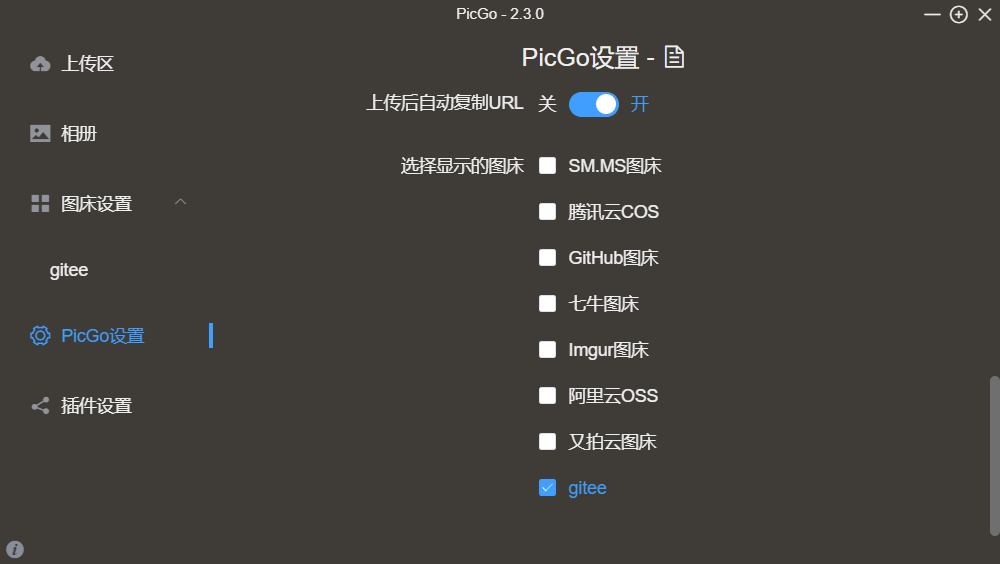 PicGo - 2.3.0
上传区
相册
图床设置
gitee
PicGo设置
插件设置
PicGo设置 -
上传后自动复制URL 关 开
选择显示的图床 SM.MS图床
腾讯云COS
GitHub图床
七牛图床
Imgur图床
阿里云OSS
又拍云图床
gitee